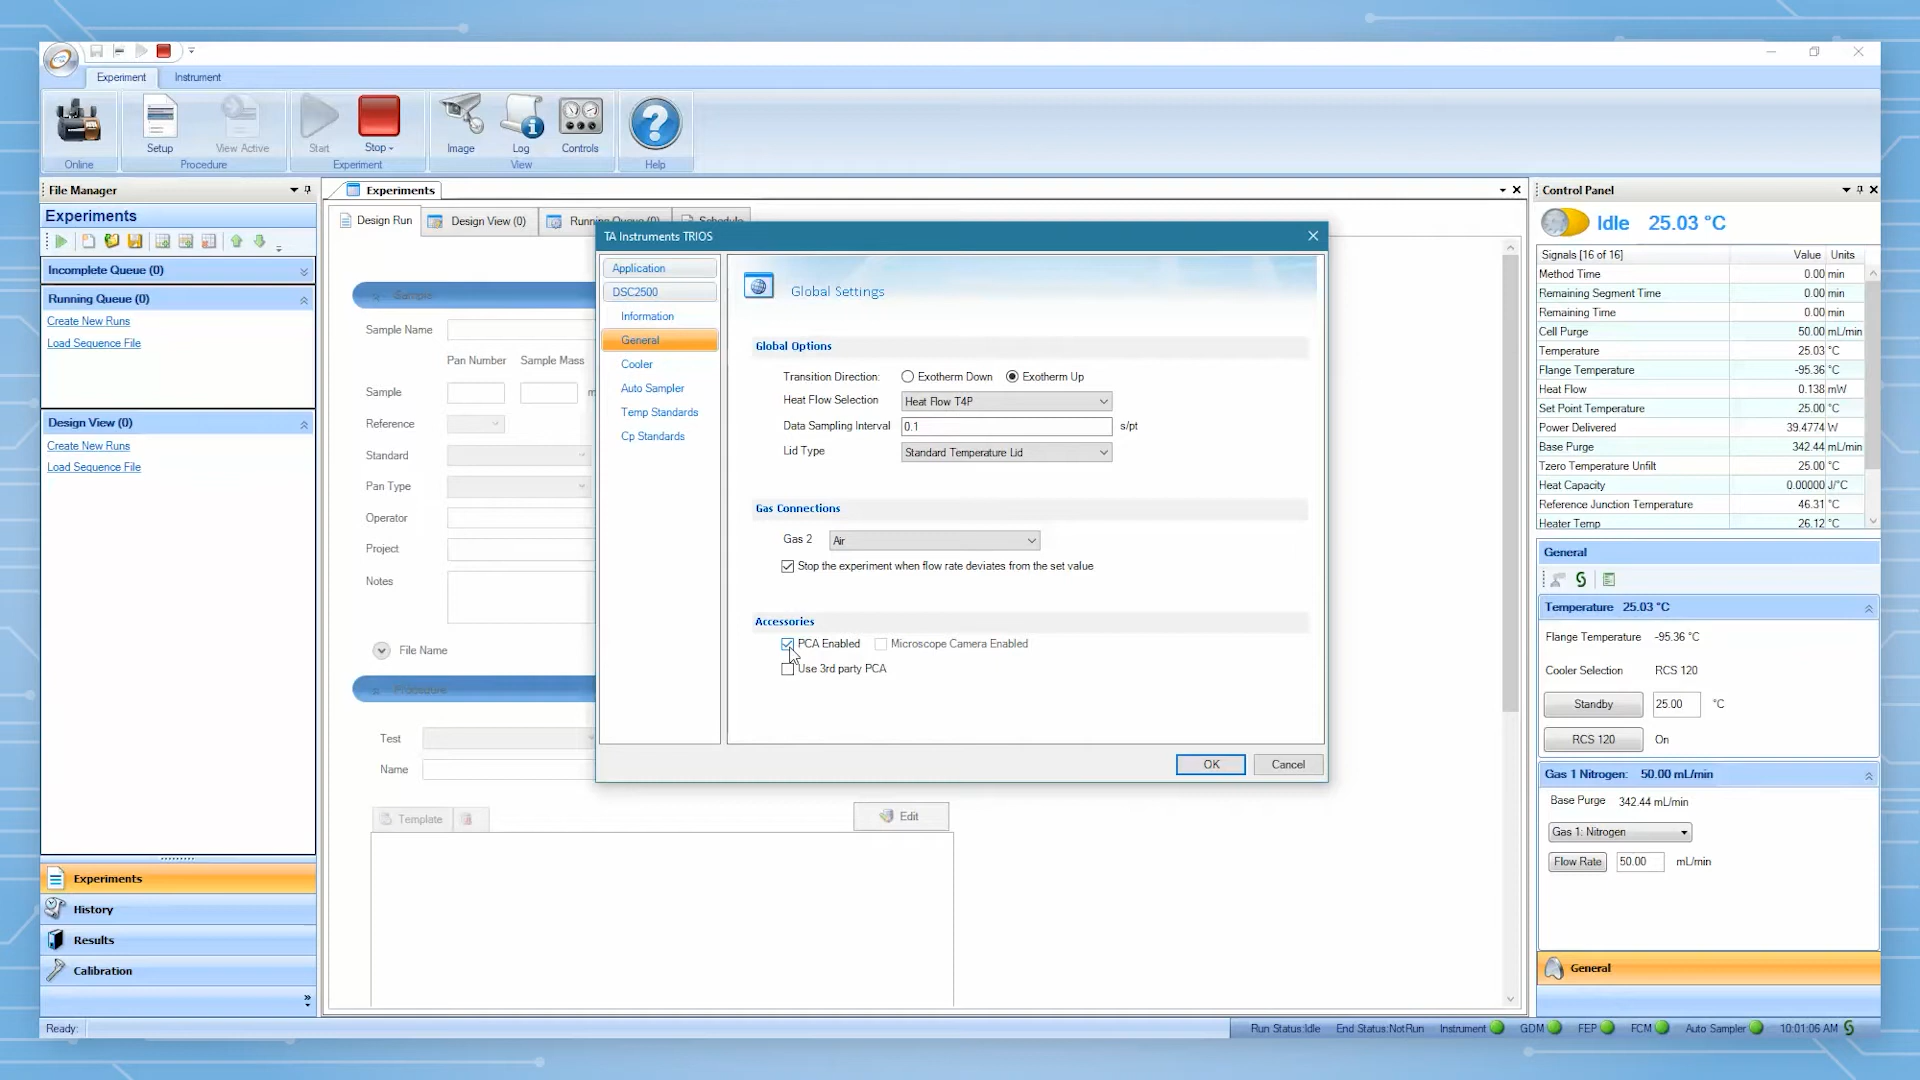 Experiment
Instrument
Setup
View Active
Start
Stop
Image
Log
Controls
Online
Procedure
Experiment
View
Help
File Manager
Experiments
Incomplete Queue (0)
Running Queue (0)
Create New Runs
Load Sequence File
Design View (0)
Create New Runs
Load Sequence File
Experiments
History
Results
Calibration
Ready:
Experiments
Design Run
Design View (0)
Running Queue (0)
Schedule
Sample
Sample Name
Pan Number Sample Mass
Sample
Reference
Standard
Pan Type
Operator
Project
Notes
File Name
Procedure
Test
Name
Template
Edit
TA Instruments TRIOS
Application
DSC2500
Information
General
Cooler
Auto Sampler
Temp Standards
Cp Standards
Global Settings
Global Options
Transition Direction: Exotherm Down Exotherm Up
Heat Flow Selection Heat Flow T4P
Data Sampling Interval 0.1 s/pt
Lid Type Standard Temperature Lid
Gas Connections
Gas 2 Air
Stop the experiment when flow rate deviates from the set value
Accessories
PCA Enabled Microscope Camera Enabled
Use 3rd party PCA
OK Cancel
Control Panel
Idle 25.03 °C
Signals [16 of 16] Value Units
Method Time 0.00 min
Remaining Segment Time 0.00 min
Remaining Time 0.00 min
Cell Purge 50.00 mL/min
Temperature 25.03 °C
Flange Temperature -95.36 °C
Heat Flow 0.138 mW
Set Point Temperature 25.00 °C
Power Delivered 39.4774 W
Base Purge 342.44 mL/min
Tzero Temperature Unfilt 25.00 °C
Heat Capacity 0.00000 J/°C
Reference Junction Temperature 46.31 °C
Heater Temp 26.12 °C
General
Temperature 25.03 °C
Flange Temperature -95.36 °C
Cooler Selection RCS 120
Standby 25.00 °C
RCS 120 On
Gas 1 Nitrogen: 50.00 mL/min
Base Purge 342.44 mL/min
Gas 1: Nitrogen
Flow Rate 50.00 mL/min
General
Run Status:Idle End Status:NotRun Instrument GDM FEP FCM Auto Sampler 10:01:06 AM